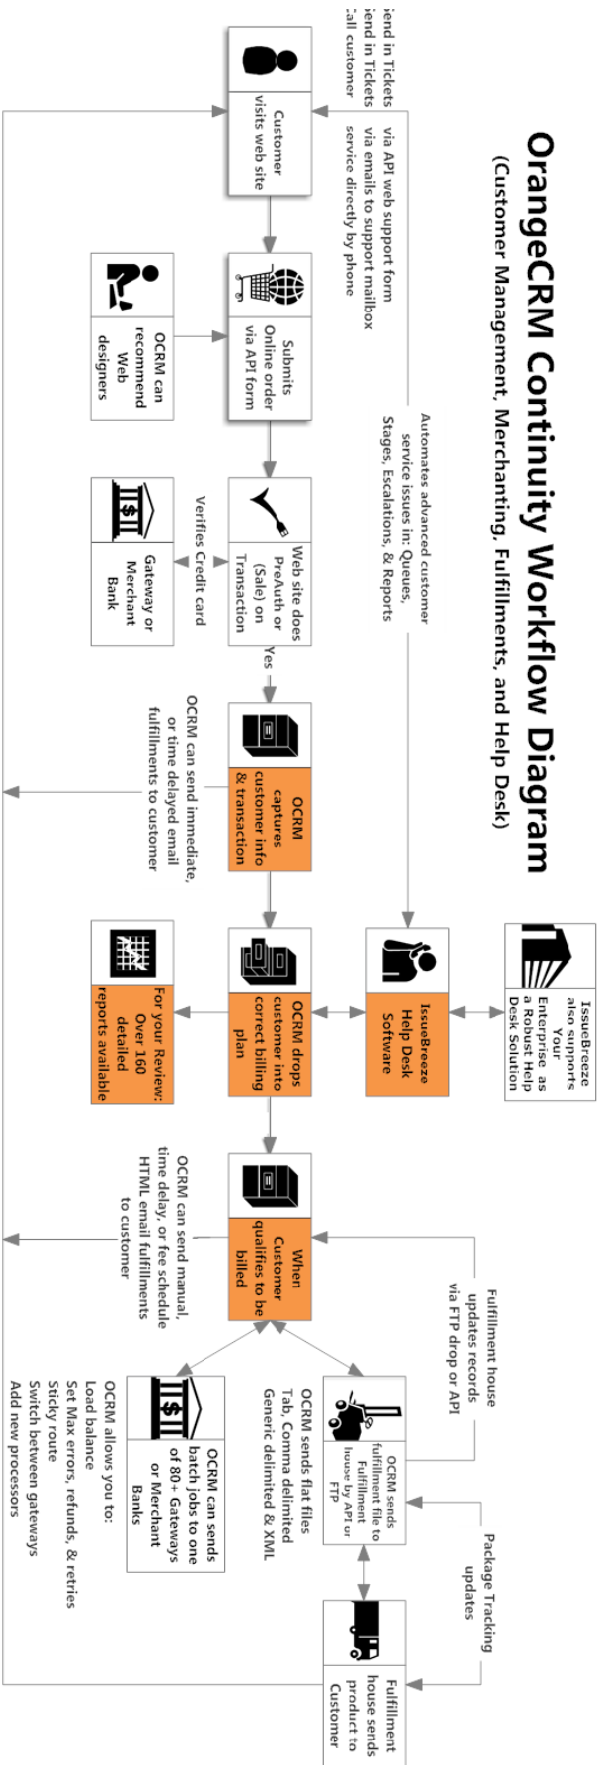 OrangeCRM Continuity Workflow Diagram
(Customer Management, Merchanting, Fulfillments, and Help Desk)
Send in Tickets via API web support form
Send in Tickets via emails to support mailbox
Call customer service directly by phone
Automates advanced customer
service issues in: Queues,
Stages, Escalations, & Reports
IssueBreeze
also supports
Your
Enterprise as
a Robust Help
Desk Solution
IssueBreeze
Help Desk
Software
Fulfillment house
updates records
via FTP drop or API
Package Tracking
updates
Customer
visits web site
Submits
Online order
via API form
Web site does
PreAuth or
(Sale) on
Transaction
Yes
OCRM
captures
customer info
& transaction
OCRM drops
customer into
correct billing
plan
When
Customer
qualifies to be
billed
OCRM sends
fulfillment file to
Fulfillment
house by API or
FTP
Fulfillment
house sends
product to
Customer
OCRM sends flat files
Tab, Comma delimited
Generic delimited & XML
OCRM can
recommend
Web
designers
Verifies Credit card
Gateway or
Merchant
Bank
OCRM can send immediate,
or time delayed email
fulfillments to customer
For your Review:
Over 160
detailed
reports available
OCRM can send manual,
time delay, or fee schedule
HTML email fulfillments
to customer
OCRM can sends
batch jobs to one
of 80+ Gateways
or Merchant
Banks
OCRM allows you to:
Load balance
Set Max errors, refunds, & retries
Sticky route
Switch between gateways
Add new processors